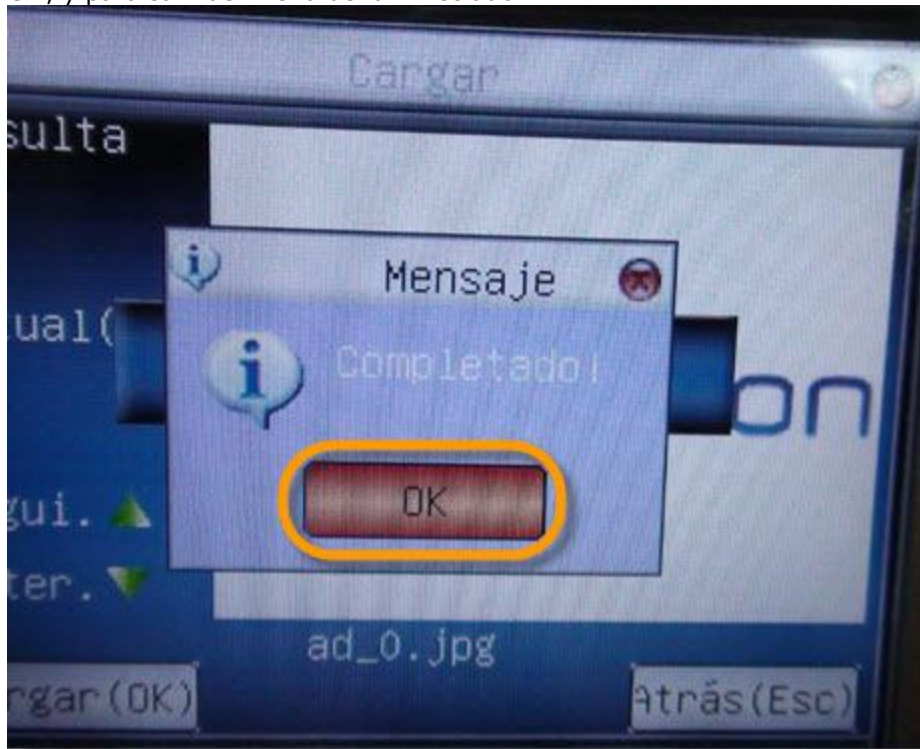 Cargar
sulta
Mensaje
ual(
Completado!
on
OK
gui.
ter.
ad_0.jpg
rgar(OK)
Atrás(Esc)